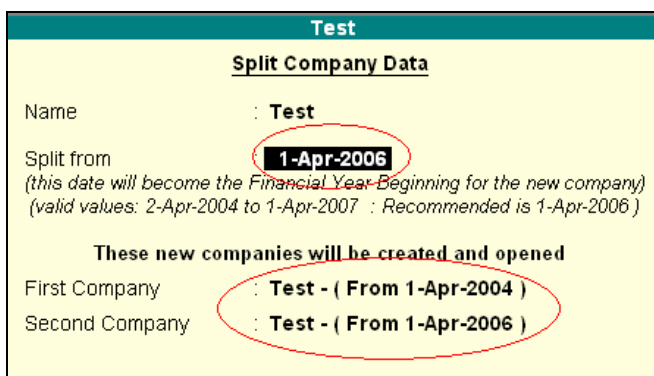 Test
Split Company Data
Name : Test
Split from : 1-Apr-2006
(this date will become the Financial Year Beginning for the new company)
(valid values: 2-Apr-2004 to 1-Apr-2007 : Recommended is 1-Apr-2006 )
These new companies will be created and opened
First Company : Test - ( From 1-Apr-2004 )
Second Company : Test - ( From 1-Apr-2006 )